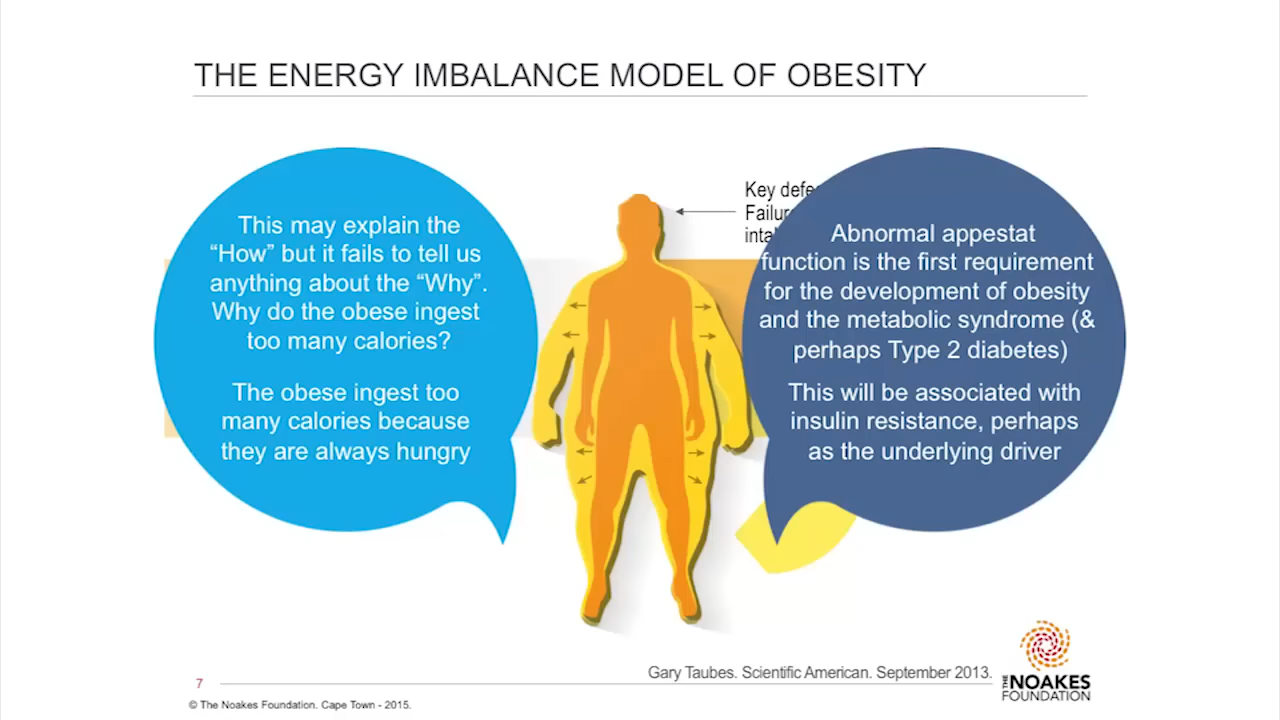 THE ENERGY IMBALANCE MODEL OF OBESITY
This may explain the
“How” but it fails to tell us
anything about the “Why”.
Why do the obese ingest
too many calories?
The obese ingest too
many calories because
they are always hungry
Key
Abnormal appestat
function is the first requirement
for the development of obesity
and the metabolic syndrome (&
perhaps Type 2 diabetes)
This will be associated with
insulin resistance, perhaps
as the underlying driver
Gary Taubes. Scientific American. September 2013.
THE NOAKES
FOUNDATION
7
© The Noakes Foundation. Cape Town - 2015.